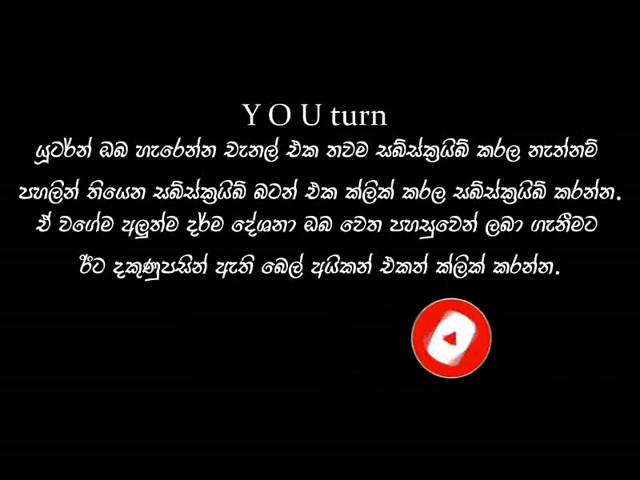 Y O U turn
යූටර්න් ඔබ හැරෙන්න චැනල් එක තවම සබ්ස්ක්‍රයිබ් කරල නැත්නම්
පහලින් තියෙන සබ්ස්ක්‍රයිබ් බටන් එක ක්ලික් කරල සබ්ස්ක්‍රයිබ් කරන්න.
ඒ වගේම අලුත්ම දර්ම දේශනා ඔබ වෙත පහසුවෙන් ලබා ගැනීමට
ඊට දකුණුපසින් ඇති බෙල් අයිකන් එකත් ක්ලික් කරන්න.